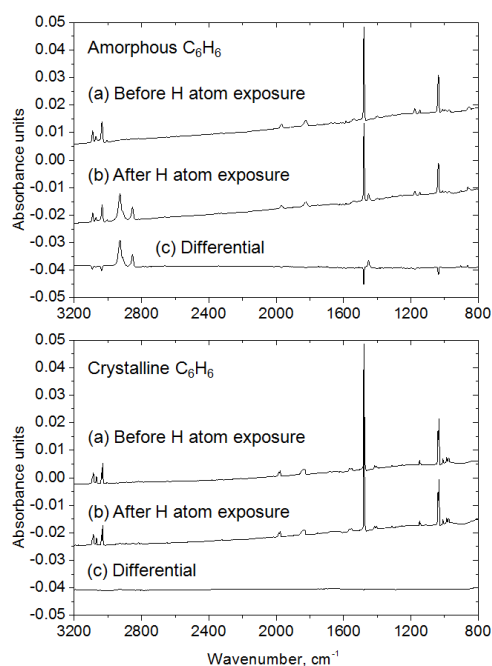 0.05
Amorphous C₆H₆
0.04
0.03
(a) Before H atom exposure
0.02
0.01
0.00
(b) After H atom exposure
-0.01
-0.02
(c) Differential
-0.03
-0.04
-0.05
Absorbance units
3200 2800 2400 2000 1600 1200 800
0.05
Crystalline C₆H₆
0.04
0.03
0.02
(a) Before H atom exposure
0.01
0.00
(b) After H atom exposure
-0.01
-0.02
-0.03
(c) Differential
-0.04
-0.05
Absorbance units
3200 2800 2400 2000 1600 1200 800
Wavenumber, cm⁻¹